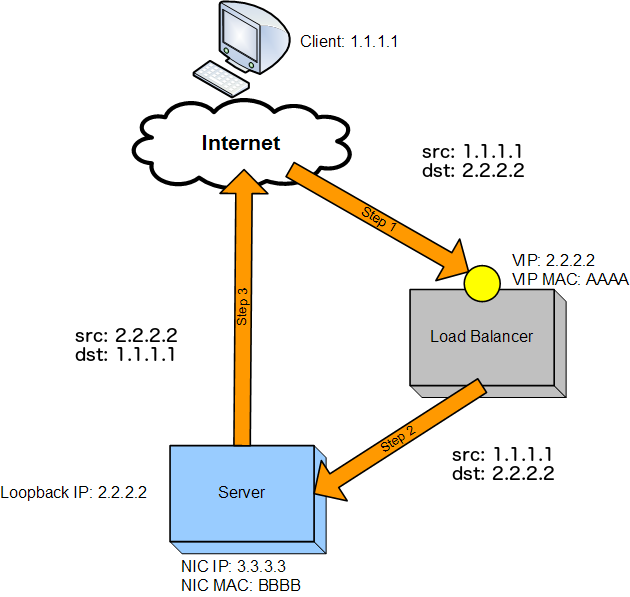 Client: 1.1.1.1
Internet
src: 1.1.1.1
dst: 2.2.2.2
Step 1
VIP: 2.2.2.2
VIP MAC: AAAA
Load Balancer
Step 3
src: 2.2.2.2
dst: 1.1.1.1
Step 2
src: 1.1.1.1
dst: 2.2.2.2
Loopback IP: 2.2.2.2
Server
NIC IP: 3.3.3.3
NIC MAC: BBBB